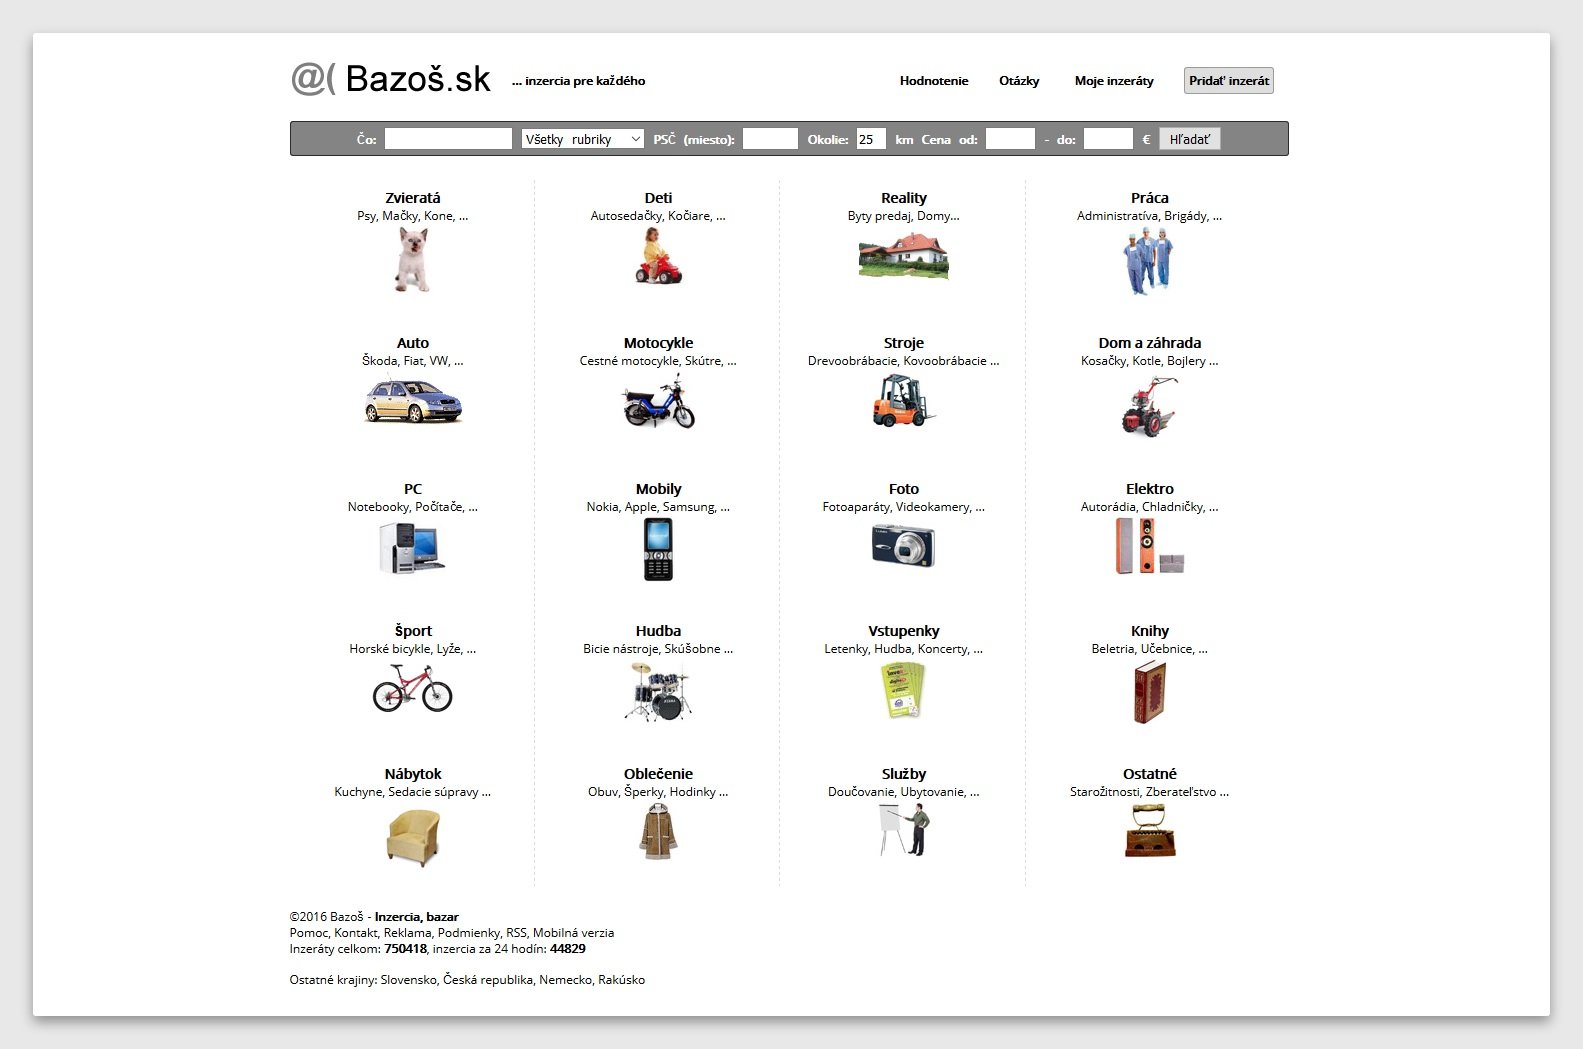 @( Bazoš.sk ... inzercia pre každého Hodnotenie Otázky Moje inzeráty Pridať inzerát
Čo: Všetky rubriky PSČ (miesto): Okolie: 25 km Cena od: - do: € Hľadať
Zvieratá Deti Reality Práca
Psy, Mačky, Kone, ... Autosedačky, Kočiare, ... Byty predaj, Domy... Administratíva, Brigády, ...
Auto Motocykle Stroje Dom a záhrada
Škoda, Fiat, VW, ... Cestné motocykle, Skútre, ... Drevoobrábacie, Kovoobrábacie ... Kosačky, Kotle, Bojlery ...
PC Mobily Foto Elektro
Notebooky, Počítače, ... Nokia, Apple, Samsung, ... Fotoaparáty, Videokamery, ... Autorádia, Chladničky, ...
Šport Hudba Vstupenky Knihy
Horské bicykle, Lyže, ... Bicie nástroje, Skúšobne ... Letenky, Hudba, Koncerty, ... Beletria, Učebnice, ...
Nábytok Oblečenie Služby Ostatné
Kuchyne, Sedacie súpravy ... Obuv, Šperky, Hodinky ... Doučovanie, Ubytovanie, ... Starožitnosti, Zberateľstvo ...
©2016 Bazoš - Inzercia, bazar
Pomoc, Kontakt, Reklama, Podmienky, RSS, Mobilná verzia
Inzeráty celkom: 750418, inzercia za 24 hodín: 44829
Ostatné krajiny: Slovensko, Česká republika, Nemecko, Rakúsko